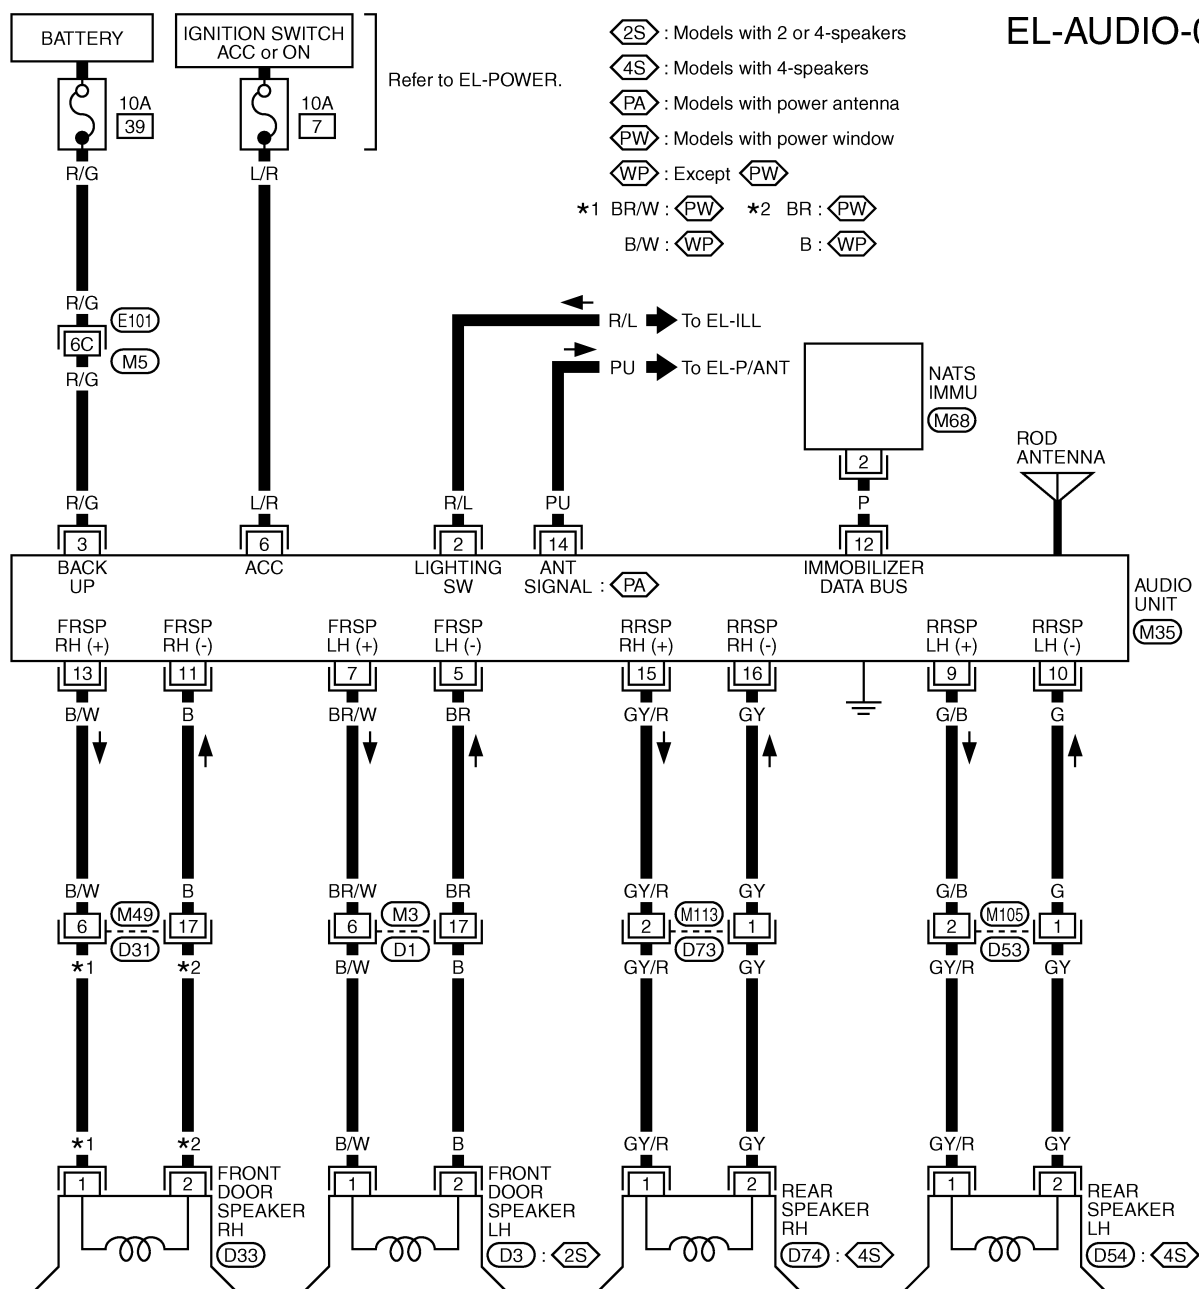 BATTERY
IGNITION SWITCH
ACC or ON
Refer to EL-POWER.
10A
39
10A
7
2S : Models with 2 or 4-speakers
4S : Models with 4-speakers
PA : Models with power antenna
PW : Models with power window
WP : Except PW
*1 BR/W : PW *2 BR : PW
B/W : WP B : WP
EL-AUDIO-0
R/G L/R
R/G
E101
6C
M5
R/G
R/L To EL-ILL
PU To EL-P/ANT
NATS
IMMU
M68
2
P
ROD
ANTENNA
R/G L/R R/L PU
3 6 2 14 12
BACK
UP
ACC
LIGHTING
SW
ANT
SIGNAL : PA
IMMOBILIZER
DATA BUS
AUDIO
UNIT
M35
FRSP
RH (+)
FRSP
RH (-)
FRSP
LH (+)
FRSP
LH (-)
RRSP
RH (+)
RRSP
RH (-)
RRSP
LH (+)
RRSP
LH (-)
13 11 7 5 15 16 9 10
B/W B BR/W BR GY/R GY G/B G
B/W B BR/W BR GY/R GY G/B G
6 M49 17 6 M3 17 2 M113 1 2 M105 1
D31 D1 D73 D53
*1 *2 B/W B GY/R GY GY/R GY
*1 *2 B/W B GY/R GY GY/R GY
1 2 1 2 1 2 1 2
FRONT
DOOR
SPEAKER
RH
D33
FRONT
DOOR
SPEAKER
LH
D3 : 2S
REAR
SPEAKER
RH
D74 : 4S
REAR
SPEAKER
LH
D54 : 4S